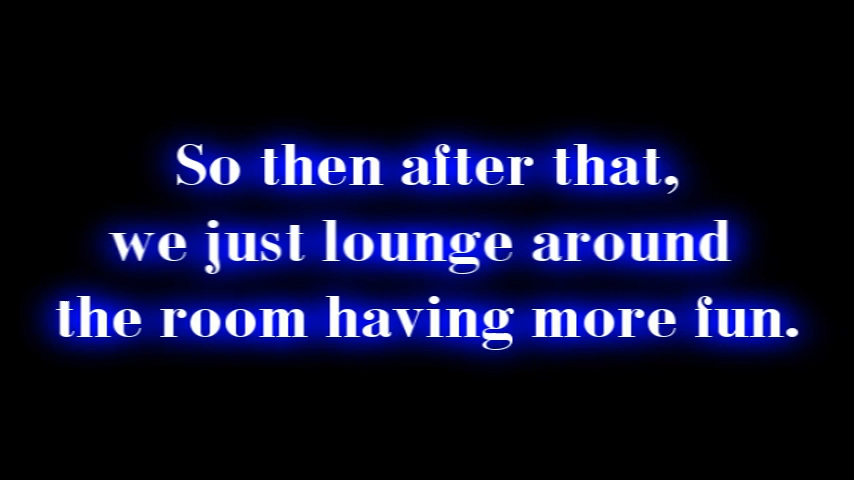 So then after that,
we just lounge around
the room having more fun.